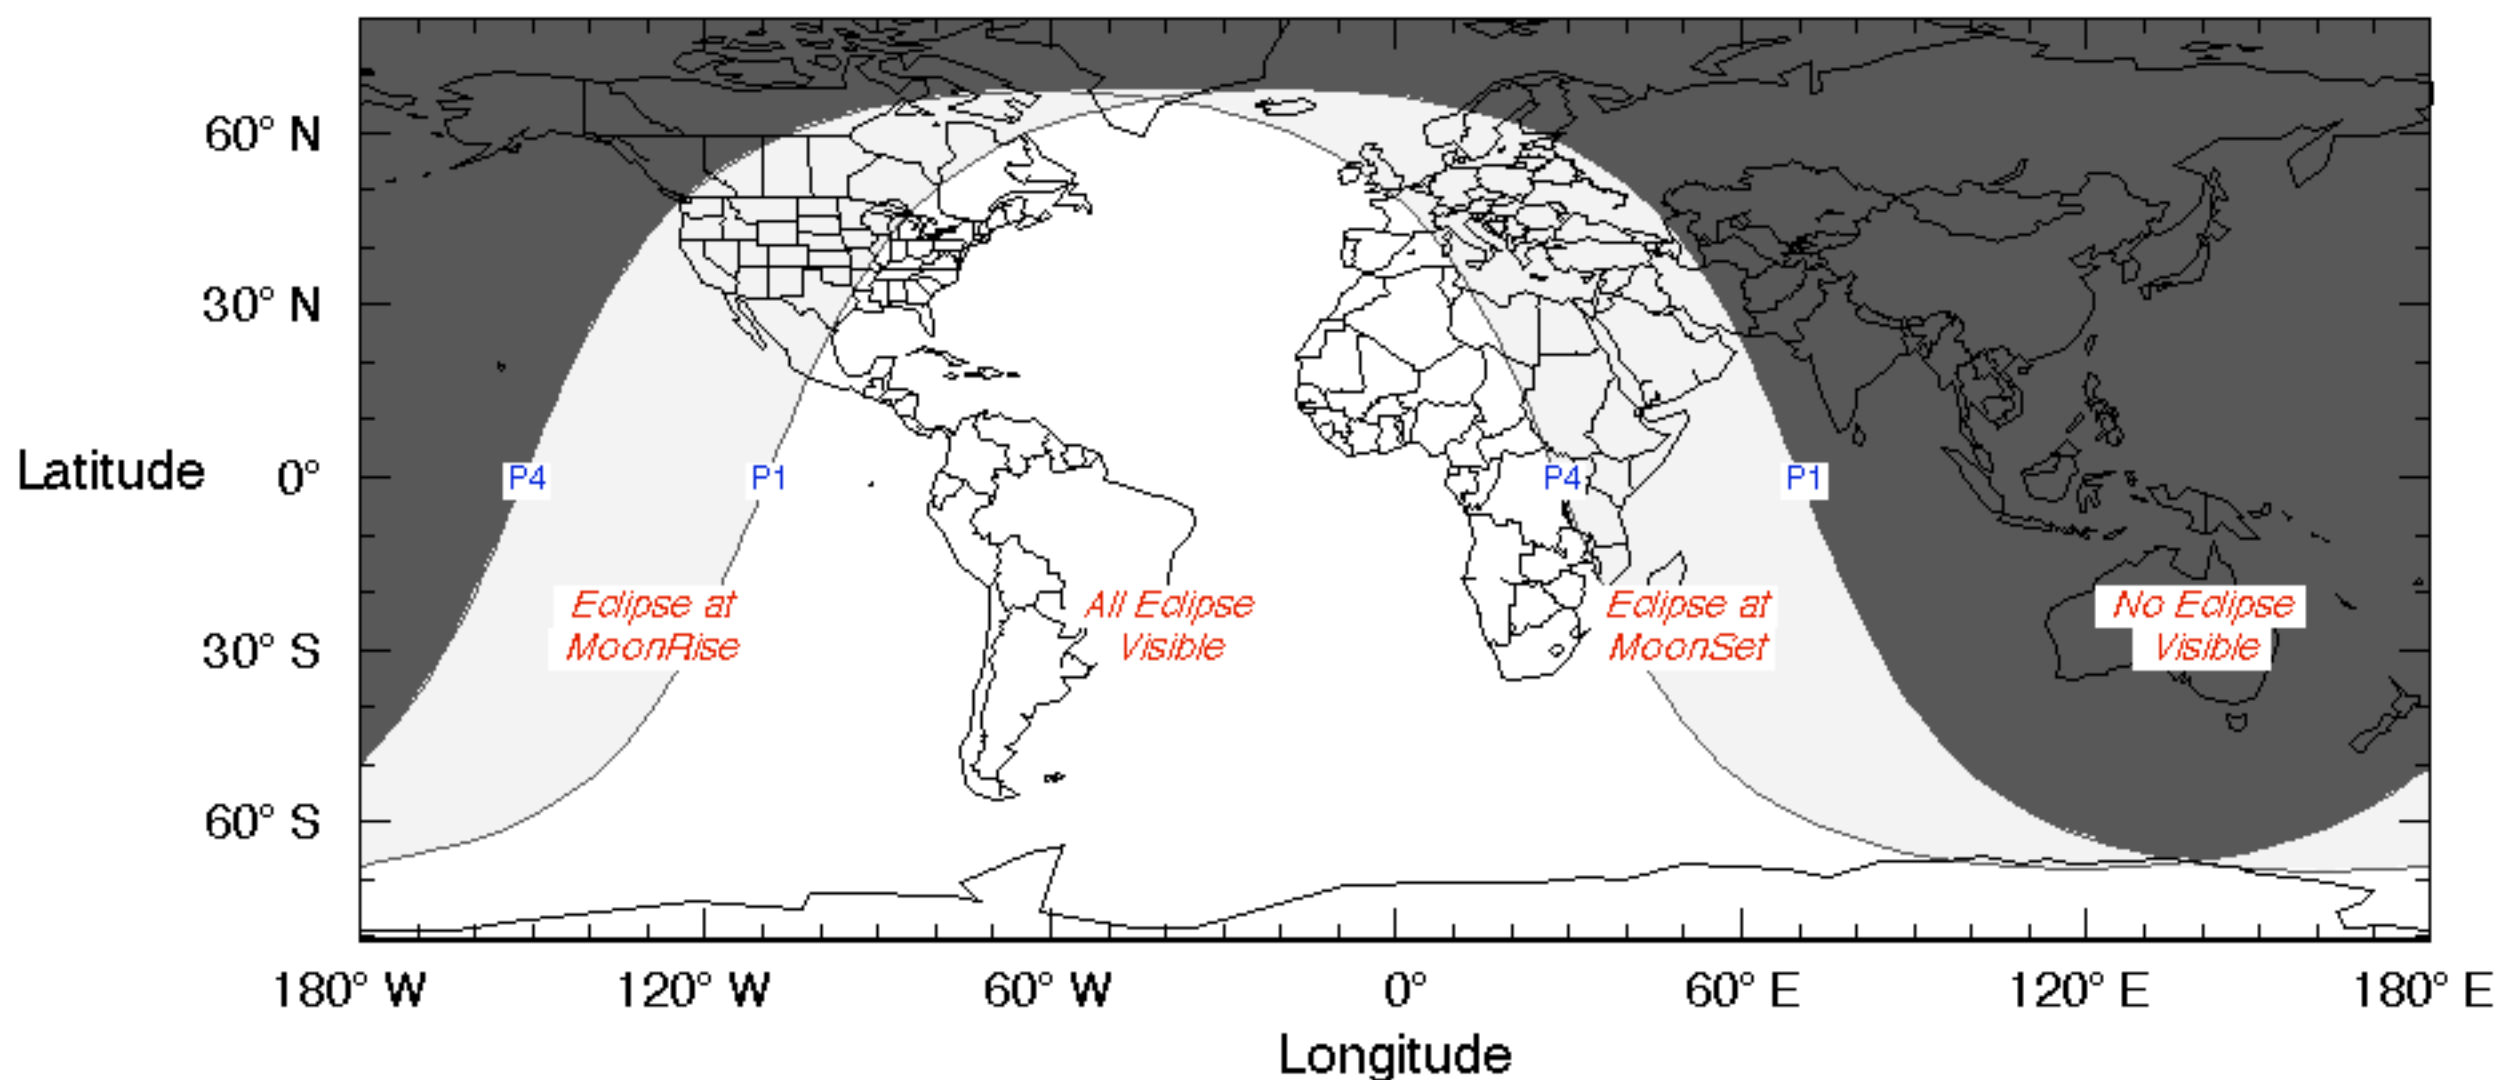 60° N
30° N
Latitude 0°
P4 P1 P4 P1
Eclipse at
MoonRise
All Eclipse
Visible
Eclipse at
MoonSet
No Eclipse
Visible
30° S
60° S
180° W 120° W 60° W 0° 60° E 120° E 180° E
Longitude